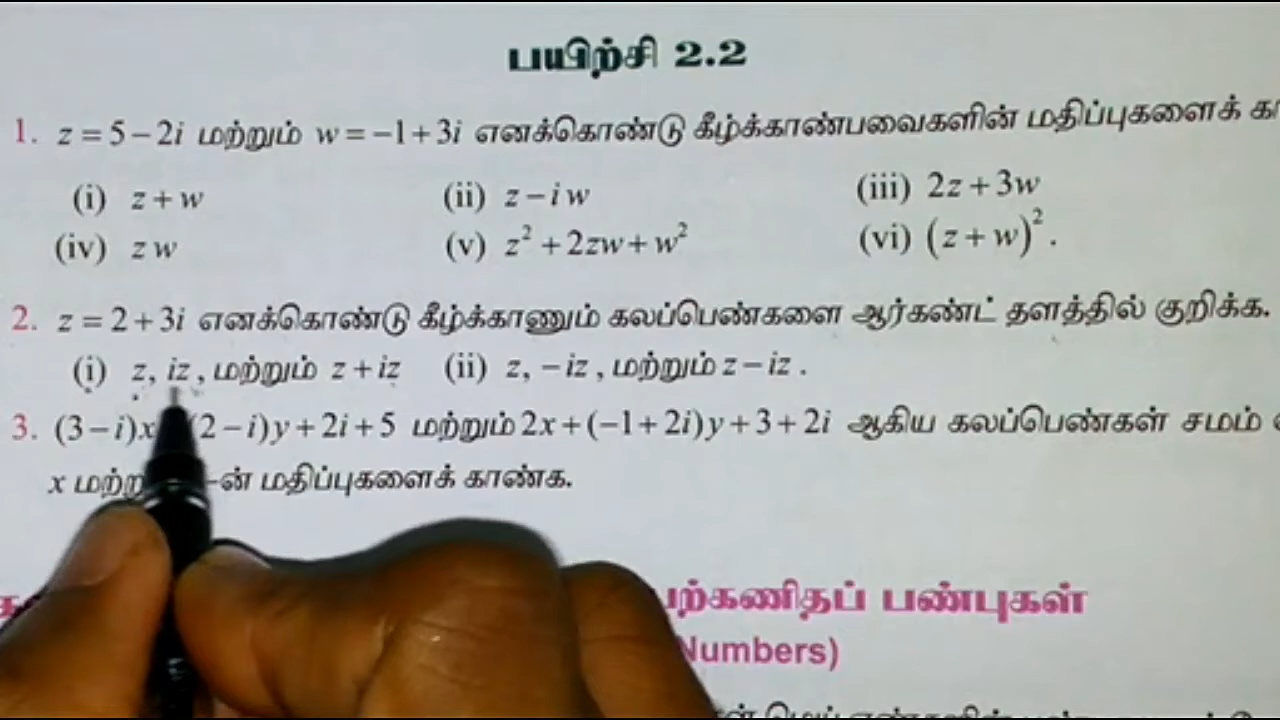 பயிற்சி 2.2
1. z = 5 − 2i மற்றும் w = −1 + 3i எனக்கொண்டு கீழ்க்காண்பவைகளின் மதிப்புகளைக்
(i) z + w (ii) z − i w (iii) 2z + 3w
(iv) z w (v) z² + 2zw + w² (vi) (z + w)².
2. z = 2 + 3i எனக்கொண்டு கீழ்க்காணும் கலப்பெண்களை ஆர்கண்ட் தளத்தில் குறிக்க.
(i) z, iz, மற்றும் z + iz (ii) z, −iz, மற்றும் z − iz.
3. (3 − i)x (2 − i)y + 2i + 5 மற்றும் 2x + (−1 + 2i)y + 3 + 2i ஆகிய கலப்பெண்கள் சமம்
x ன் மதிப்புகளைக் காண்க.
பண்புகள்
Numbers)